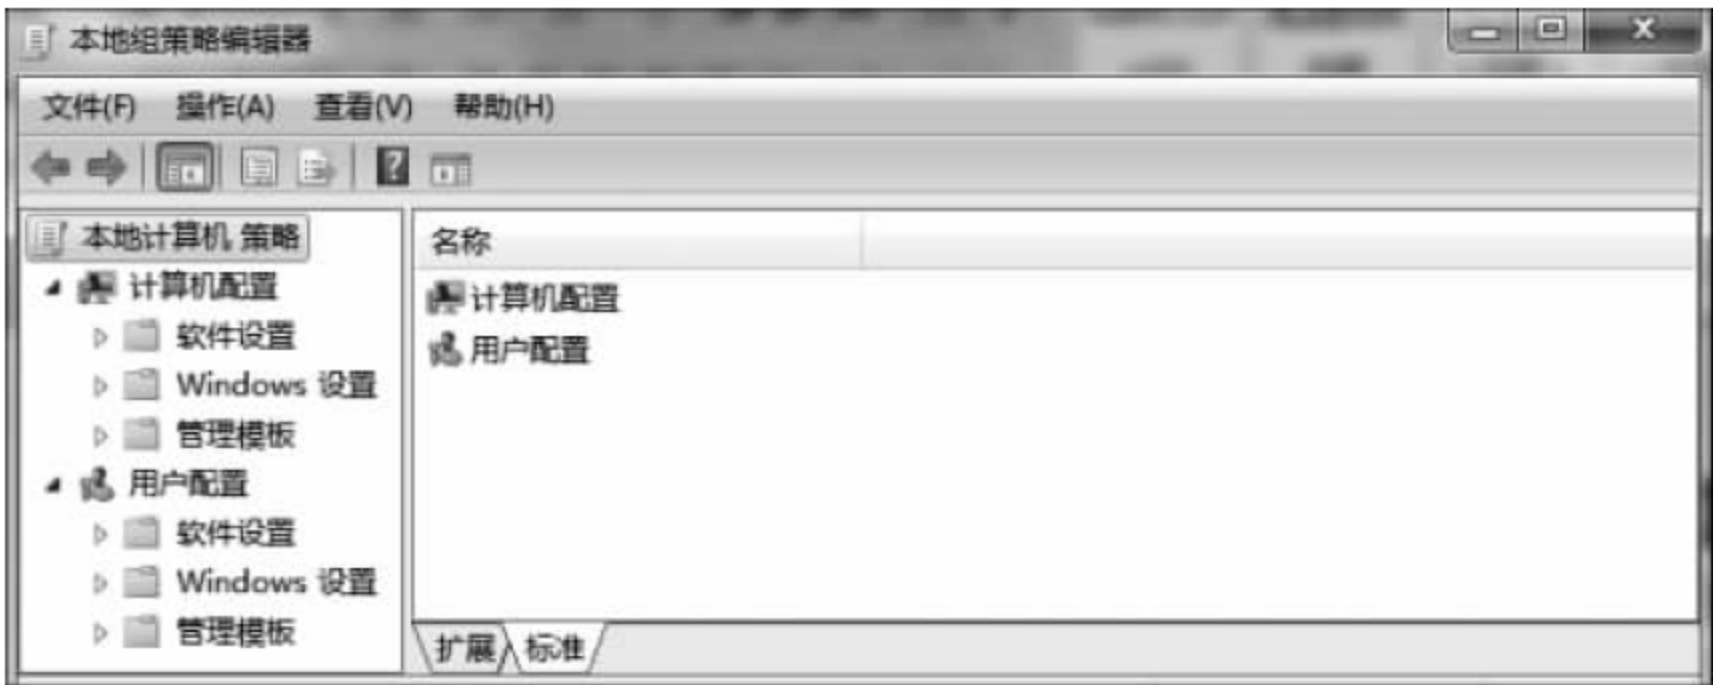 本地组策略编辑器
文件(F) 操作(A) 查看(V) 帮助(H)
本地计算机 策略
计算机配置
软件设置
Windows 设置
管理模板
用户配置
软件设置
Windows 设置
管理模板
名称
计算机配置
用户配置
扩展 标准